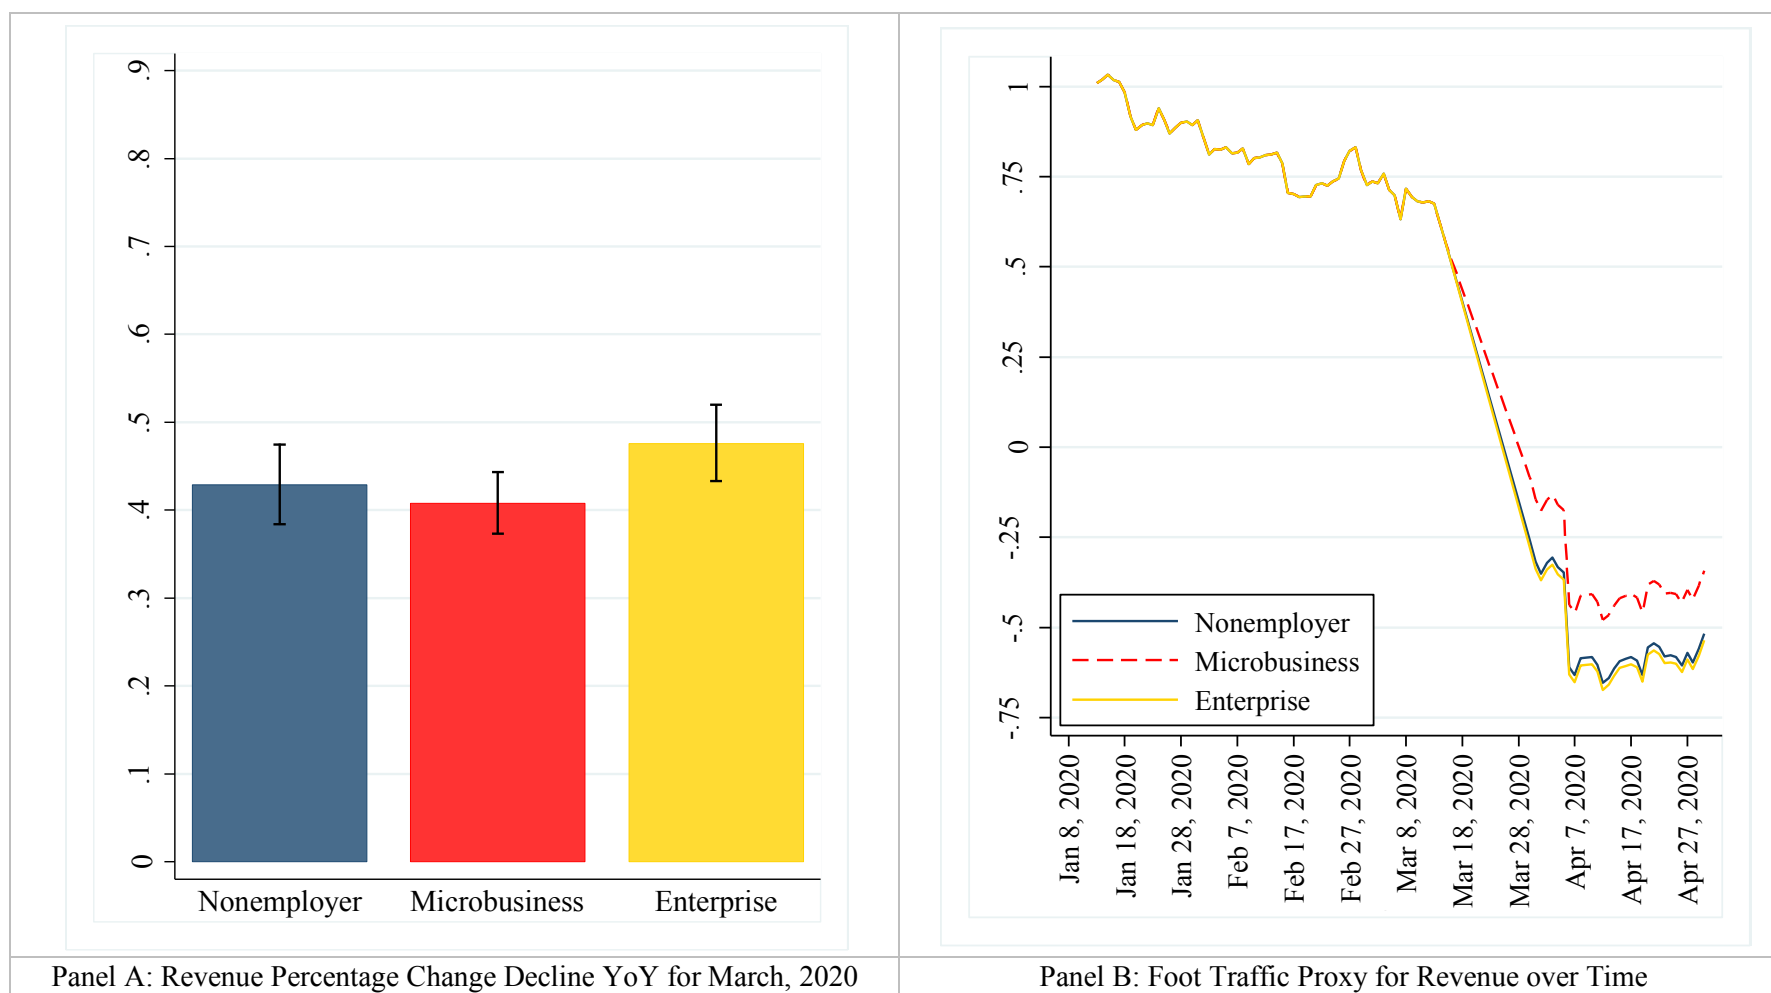 .9
.8
.7
.6
.5
.4
.3
.2
.1
0
Nonemployer
Microbusiness
Enterprise
Panel A: Revenue Percentage Change Decline YoY for March, 2020
1
.75
.5
.25
0
-.25
-.5
-.75
Nonemployer
Microbusiness
Enterprise
Jan 8, 2020
Jan 18, 2020
Jan 28, 2020
Feb 7, 2020
Feb 17, 2020
Feb 27, 2020
Mar 8, 2020
Mar 18, 2020
Mar 28, 2020
Apr 7, 2020
Apr 17, 2020
Apr 27, 2020
Panel B: Foot Traffic Proxy for Revenue over Time